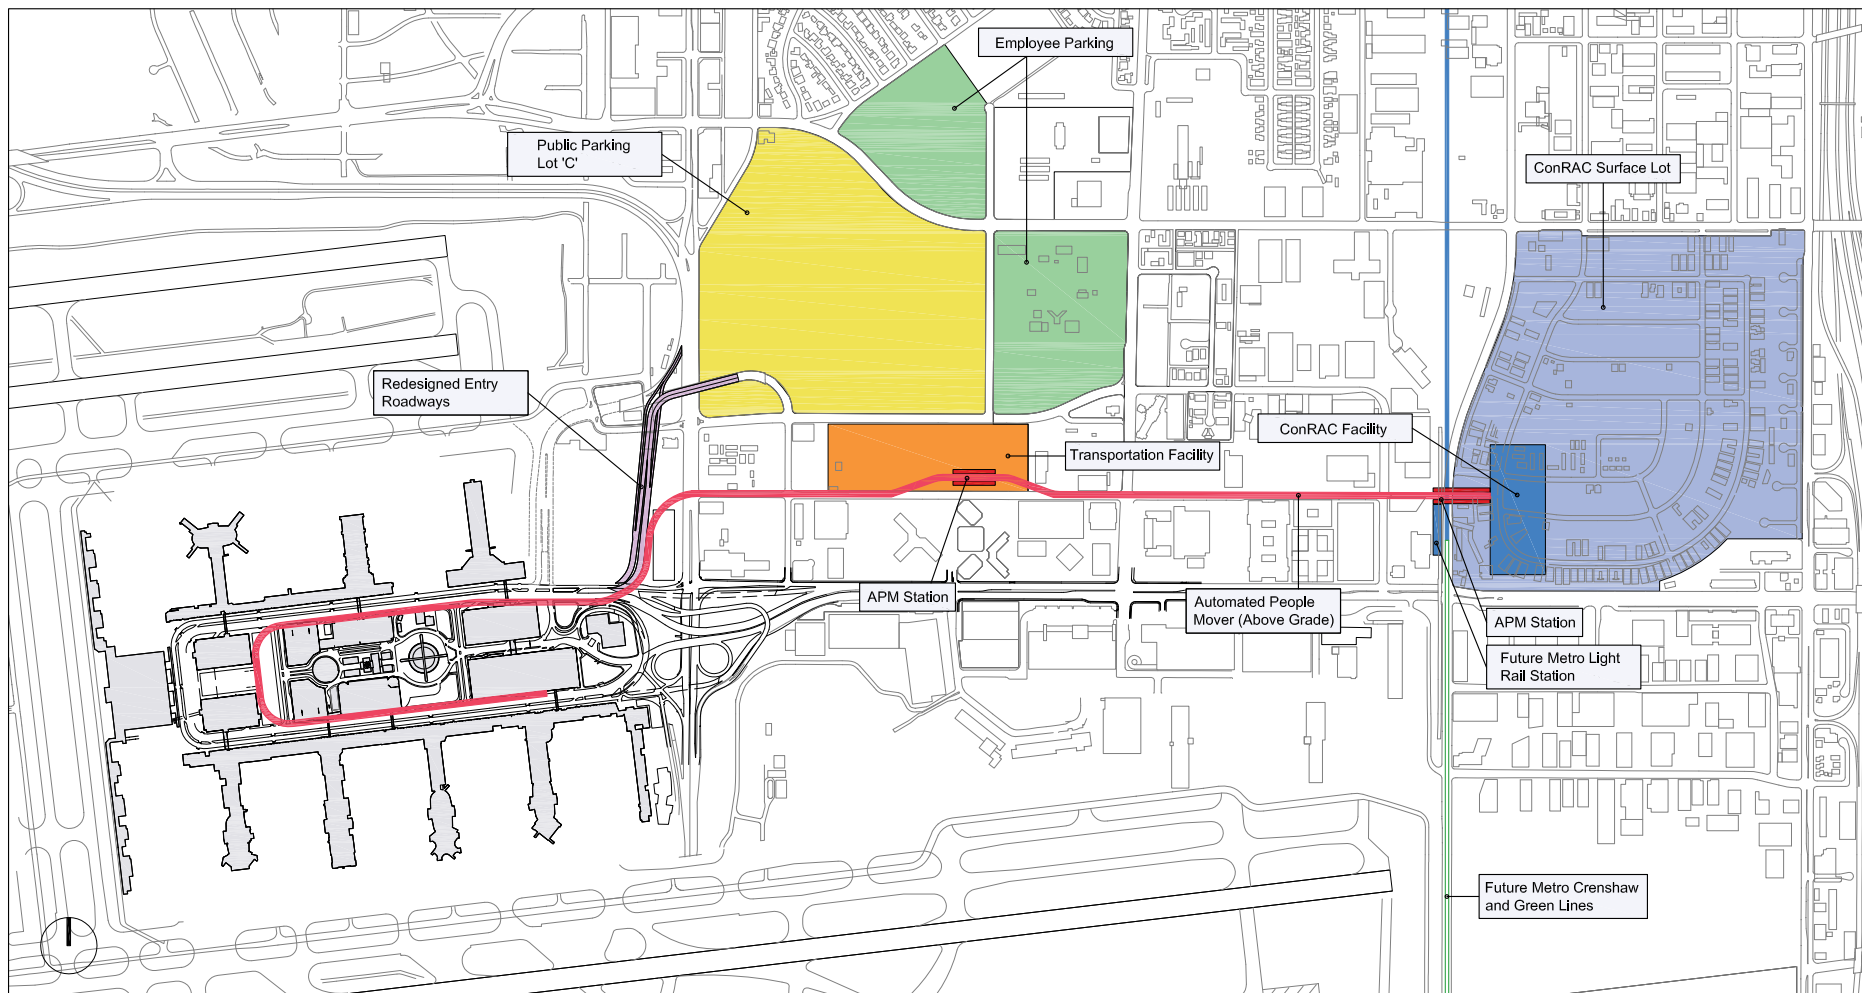 Employee Parking
Public Parking
Lot 'C'
ConRAC Surface Lot
Redesigned Entry
Roadways
ConRAC Facility
Transportation Facility
APM Station
Automated People
Mover (Above Grade)
APM Station
Future Metro Light
Rail Station
Future Metro Crenshaw
and Green Lines